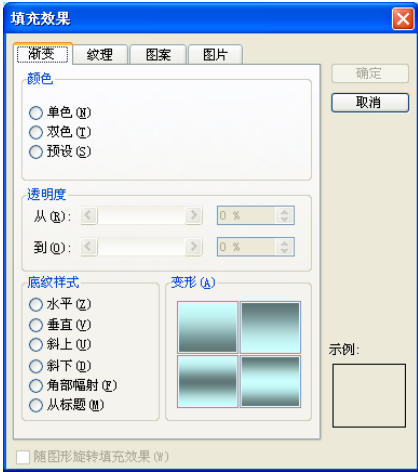 填充效果
渐变 纹理 图案 图片
确定
取消
颜色
单色(N)
双色(T)
预设(S)
透明度
从(R): 0 %
到(O): 0 %
底纹样式
水平(Z)
垂直(V)
斜上(U)
斜下(D)
角部幅射(F)
从标题(M)
变形(A)
示例:
随图形旋转填充效果(W)